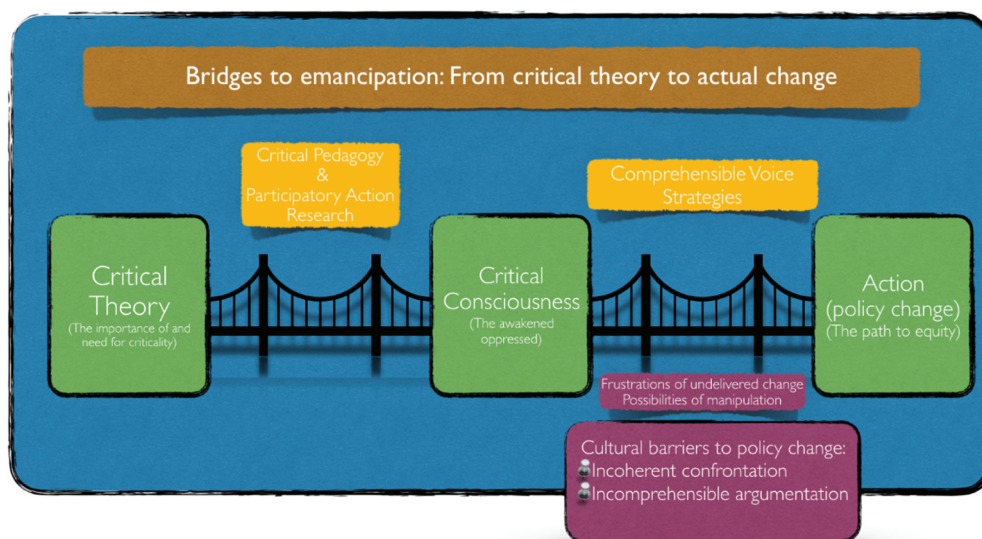 Bridges to emancipation: From critical theory to actual change
Critical Pedagogy
&
Participatory Action
Research
Comprehensible Voice
Strategies
Critical
Theory
(The importance of and
need for criticality)
Critical
Consciousness
(The awakened
oppressed)
Action
(policy change)
(The path to equity)
Frustrations of undelivered change
Possibilities of manipulation
Cultural barriers to policy change:
Incoherent confrontation
Incomprehensible argumentation